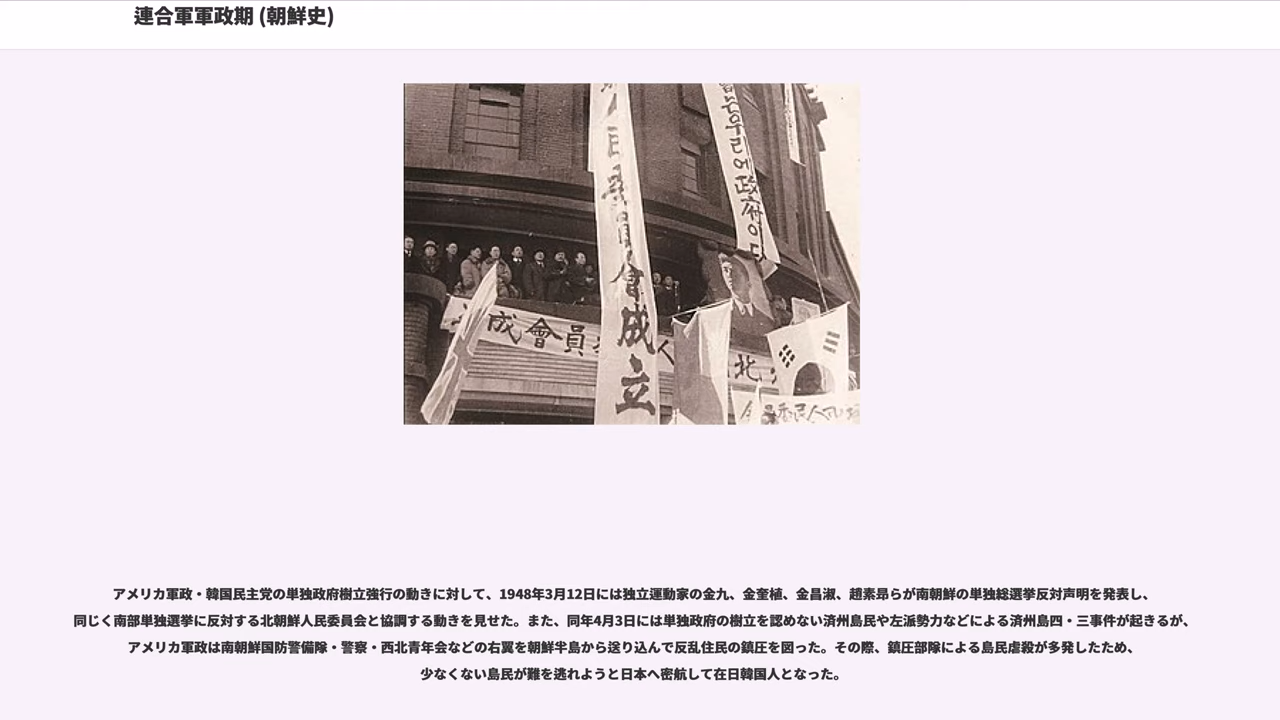 連合軍軍政期 (朝鮮史)
人民委員會成立
우리에政府이다
成會員
北
アメリカ軍政・韓国民主党の単独政府樹立強行の動きに対して、1948年3月12日には独立運動家の金九、金奎植、金昌淑、趙素昂らが南朝鮮の単独総選挙反対声明を発表し、
同じく南部単独選挙に反対する北朝鮮人民委員会と協調する動きを見せた。また、同年4月3日には単独政府の樹立を認めない済州島民や左派勢力などによる済州島四・三事件が起きるが、
アメリカ軍政は南朝鮮国防警備隊・警察・西北青年会などの右翼を朝鮮半島から送り込んで反乱住民の鎮圧を図った。その際、鎮圧部隊による島民虐殺が多発したため、
少なくない島民が難を逃れようと日本へ密航して在日韓国人となった。